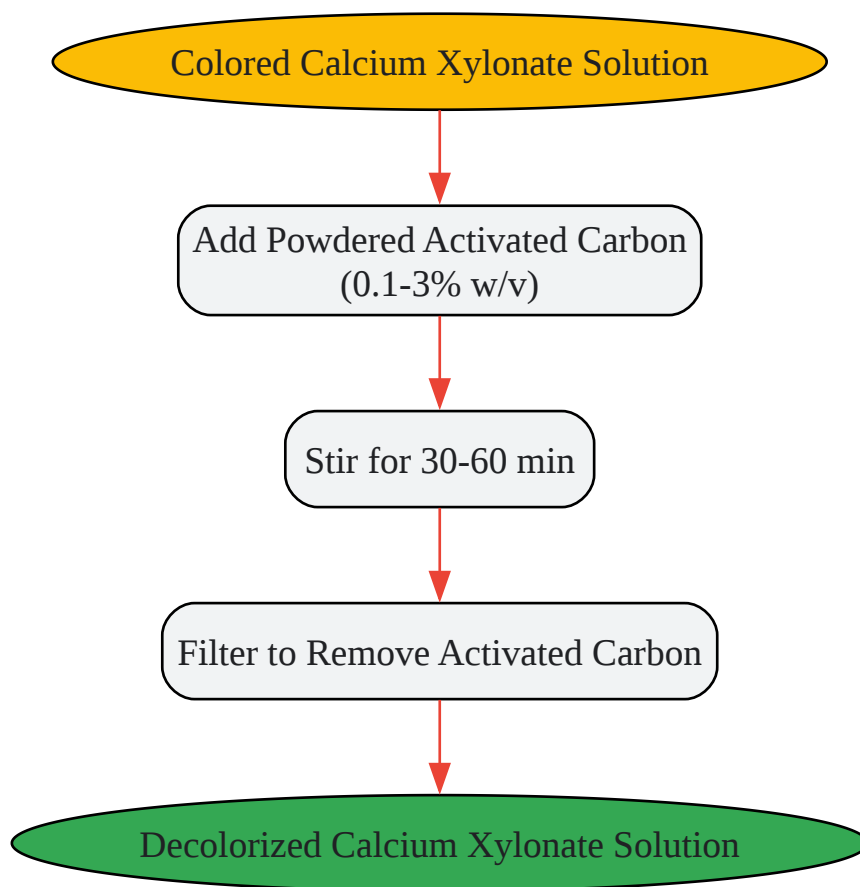 Colored Calcium Xylonate Solution
Add Powdered Activated Carbon
(0.1-3% w/v)
Stir for 30-60 min
Filter to Remove Activated Carbon
Decolorized Calcium Xylonate Solution